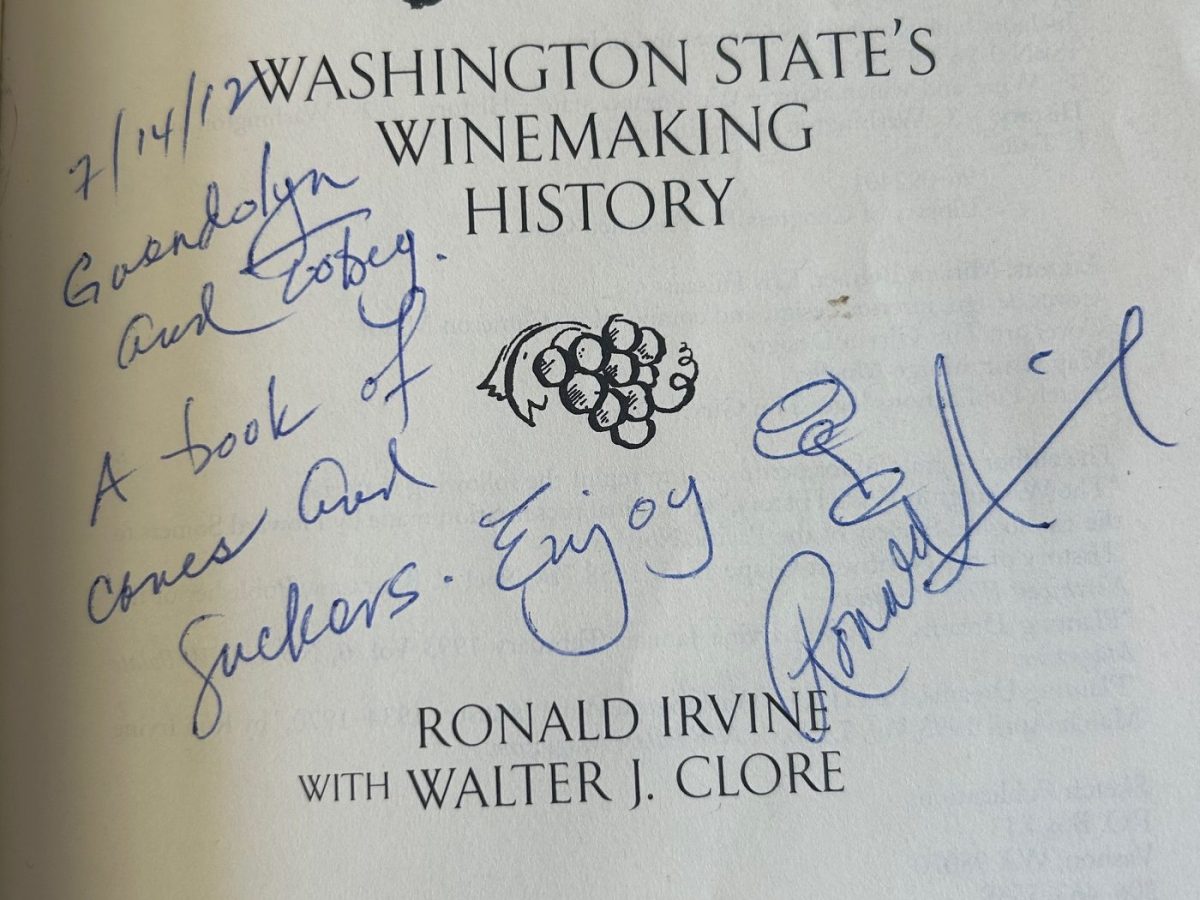 WASHINGTON STATE'S
WINEMAKING
HISTORY
7/14/12
Gwendolyn
and Tobey.
A book of
canes and
suckers. Enjoy
Ronald
RONALD IRVINE
WITH WALTER J. CLORE